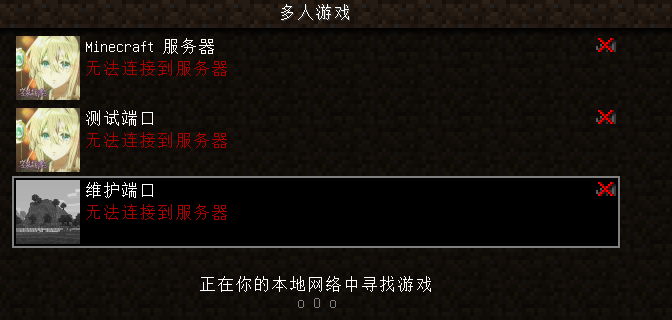 多人游戏
Minecraft 服务器
无法连接到服务器
测试端口
无法连接到服务器
维护端口
无法连接到服务器
正在你的本地网络中寻找游戏
o O o